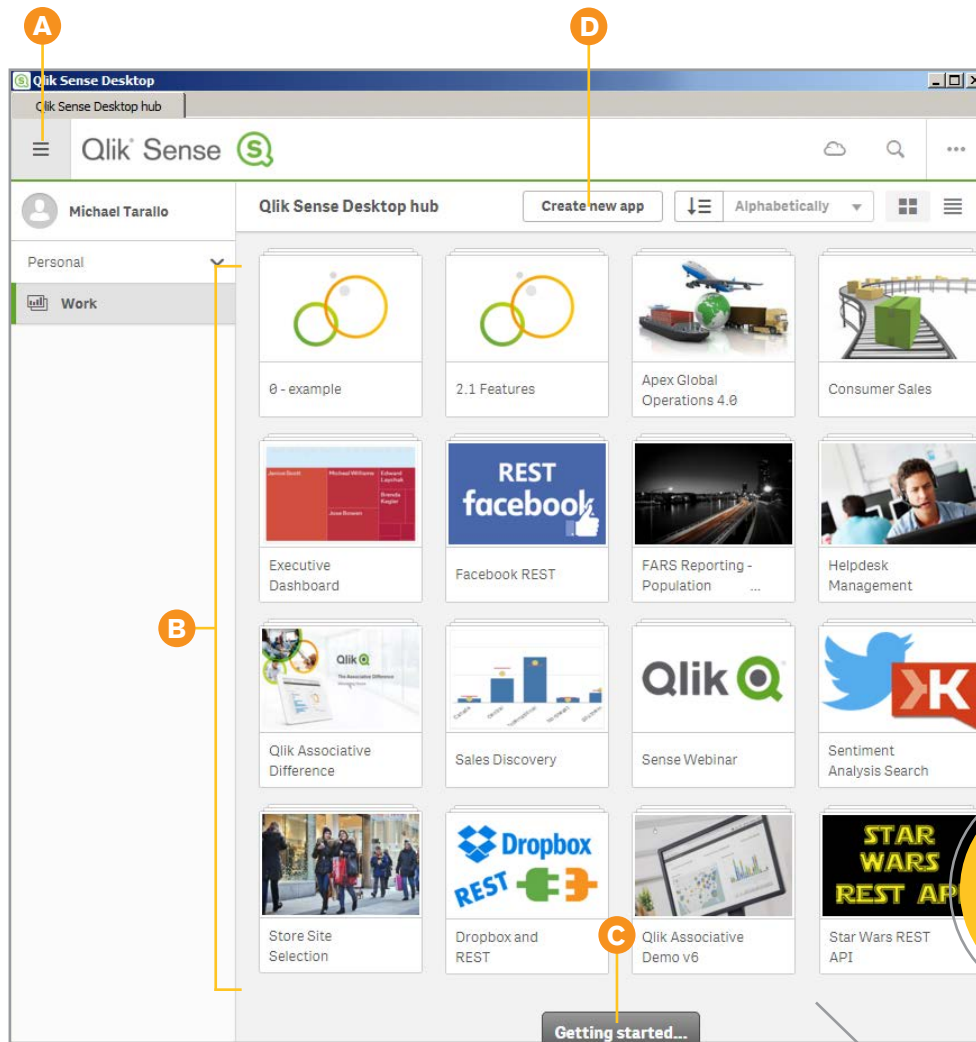 A
D
Qlik Sense Desktop
Qlik Sense Desktop hub
Qlik Sense
Michael Tarallo
Qlik Sense Desktop hub
Create new app
Alphabetically
Personal
Work
0 - example
2.1 Features
Apex Global
Operations 4.0
Consumer Sales
REST
facebook
Executive
Dashboard
Facebook REST
FARS Reporting -
Population ...
Helpdesk
Management
B
Qlik
The Associative Difference
Qlik
K
Qlik Associative
Difference
Sales Discovery
Sense Webinar
Sentiment
Analysis Search
Dropbox
REST
STAR
WARS
REST AP
Store Site
Selection
Dropbox and
REST
C
Qlik Associative
Demo v6
Star Wars REST
API
Getting started...